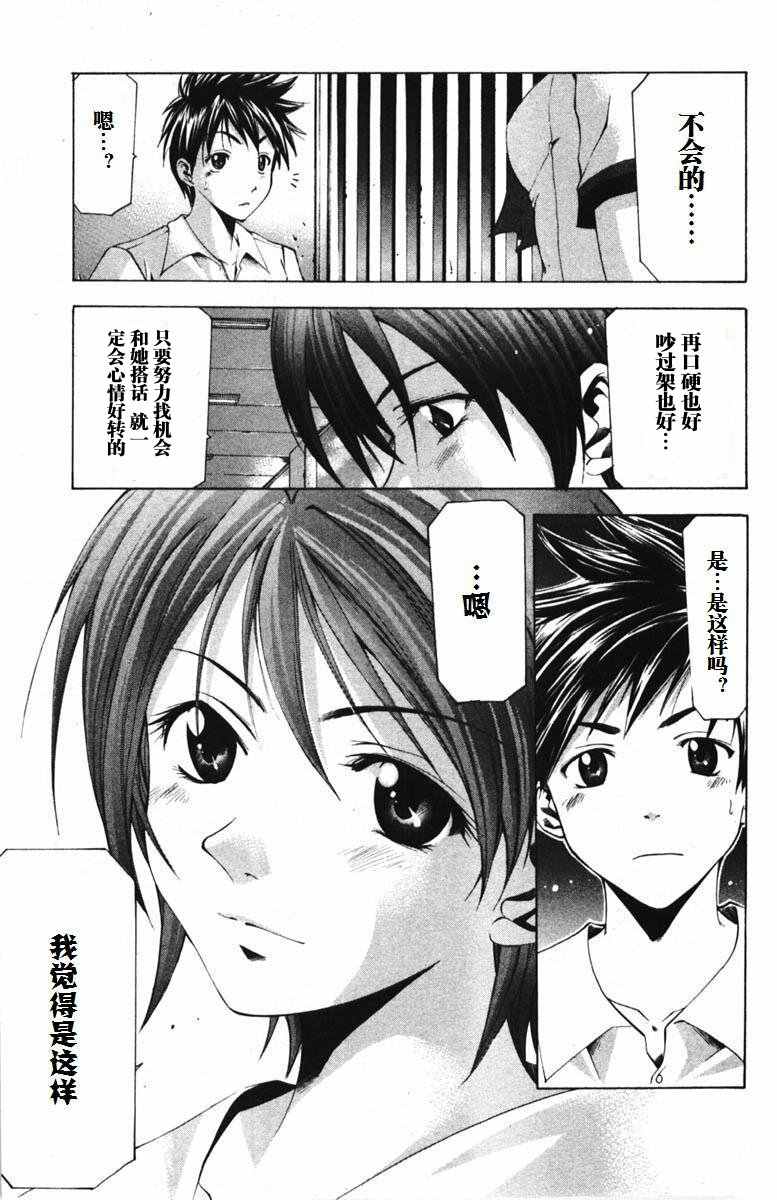 不会的……
嗯…？
再口硬也好
吵过架也好…
只要努力找机会
和她搭话 就一
定会心情好转的
是…是这样吗？
…嗯
我觉得是这样
6